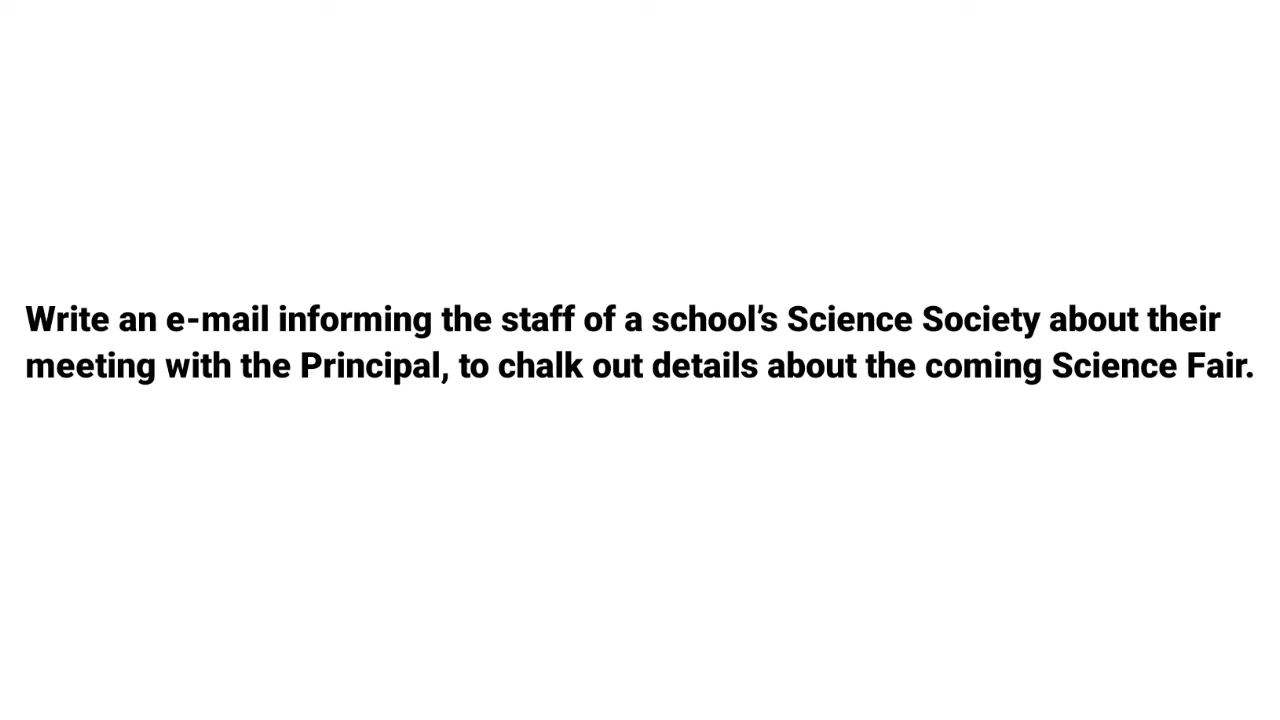 Write an e-mail informing the staff of a school’s Science Society about their
meeting with the Principal, to chalk out details about the coming Science Fair.